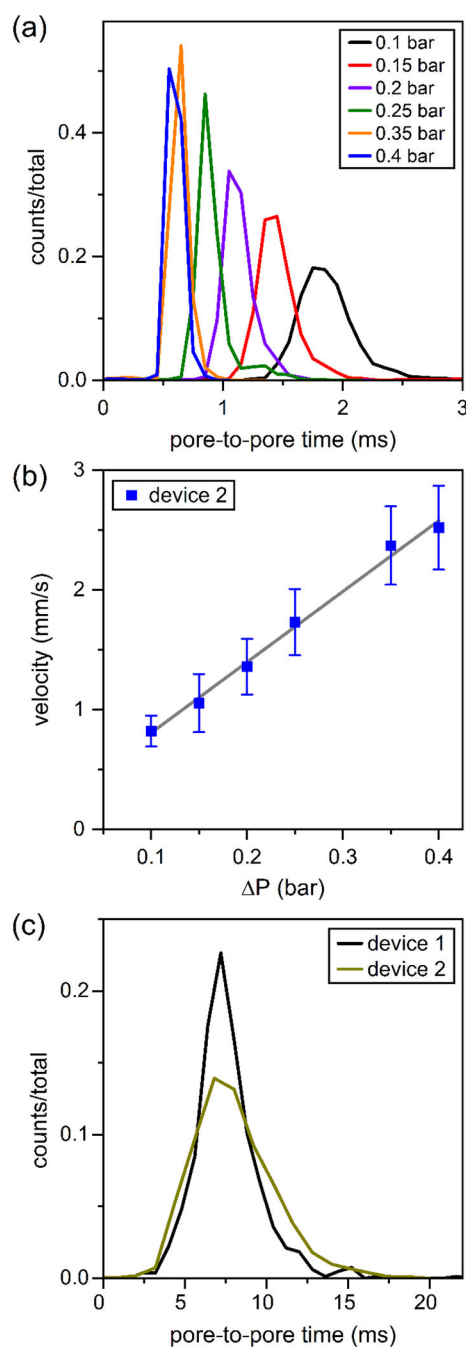 (a)
0.1 bar
0.15 bar
0.2 bar
0.25 bar
0.35 bar
0.4 bar
0.4
0.2
0.0
counts/total
0 1 2 3
pore-to-pore time (ms)
(b)
device 2
3
2
1
0
velocity (mm/s)
0.1 0.2 0.3 0.4
ΔP (bar)
(c)
device 1
device 2
0.2
0.1
0.0
counts/total
0 5 10 15 20
pore-to-pore time (ms)